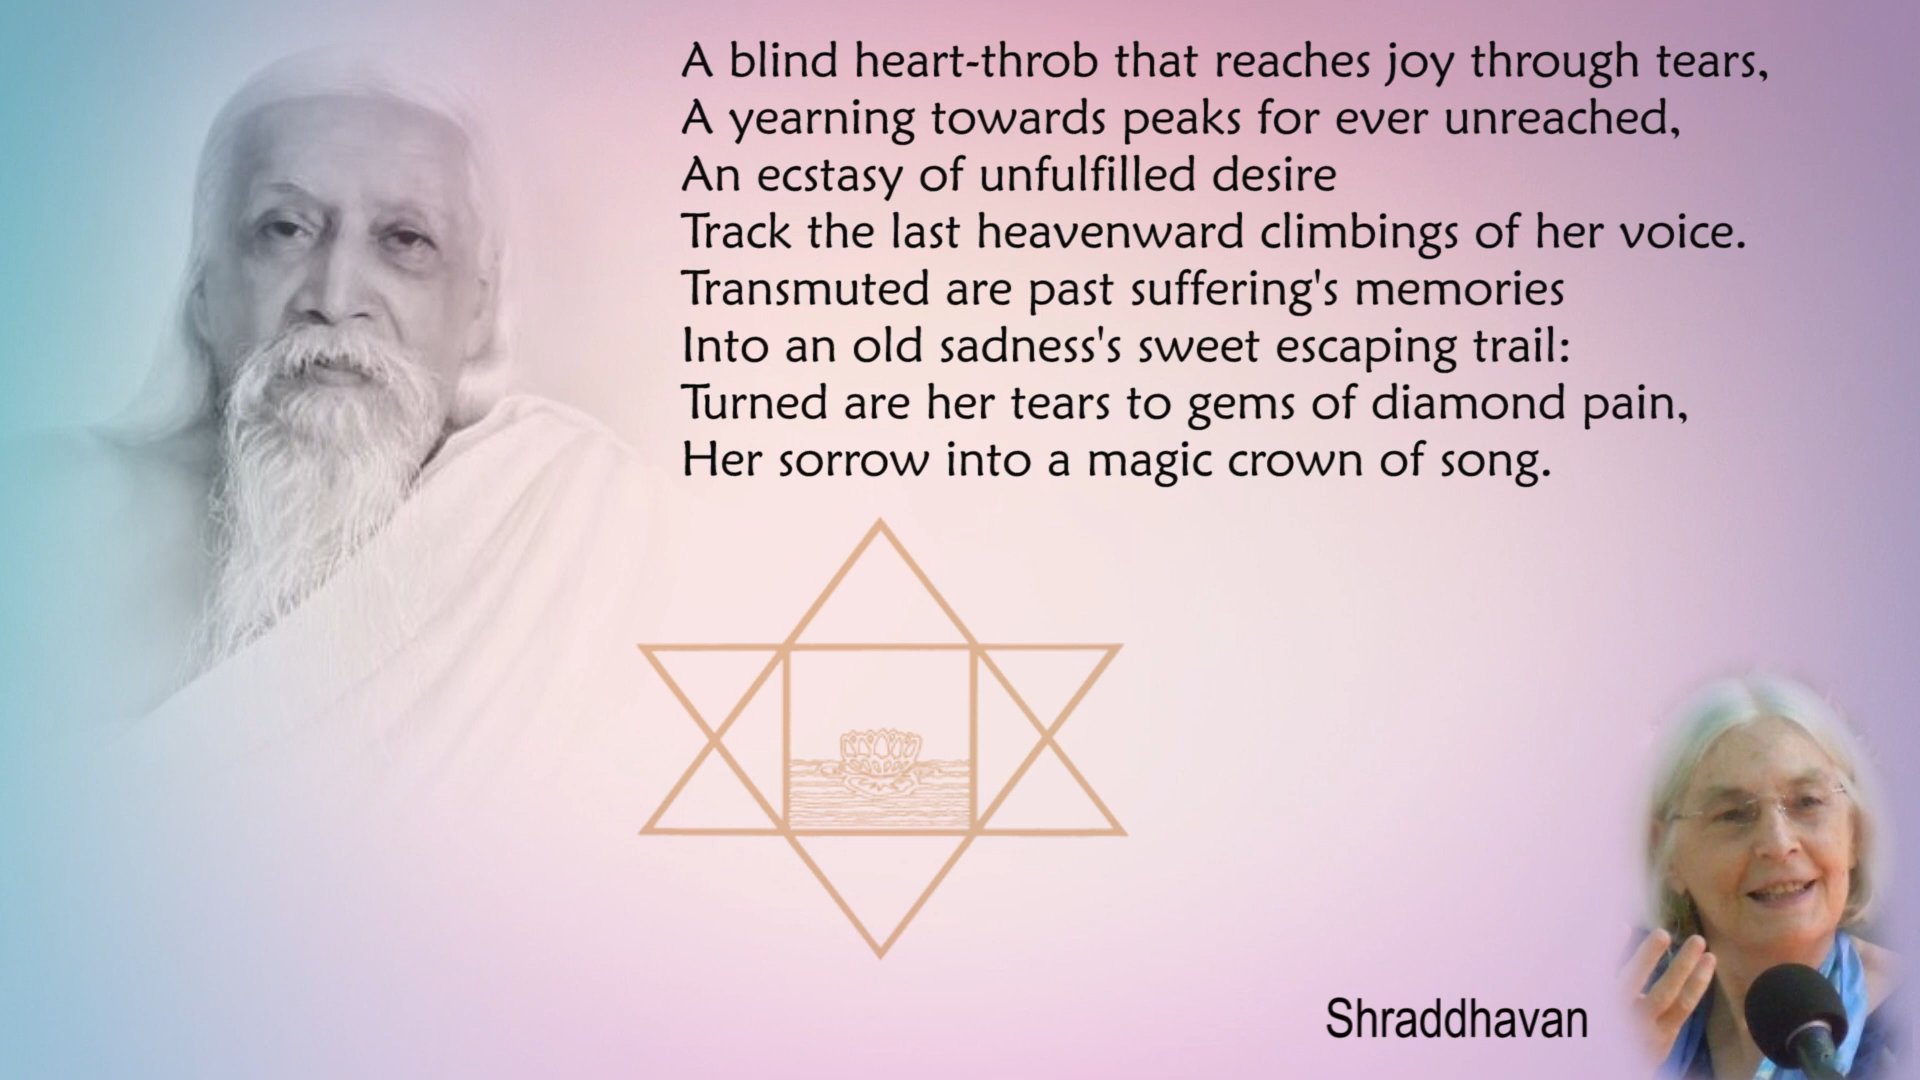 A blind heart-throb that reaches joy through tears,
A yearning towards peaks for ever unreached,
An ecstasy of unfulfilled desire
Track the last heavenward climbings of her voice.
Transmuted are past suffering's memories
Into an old sadness's sweet escaping trail:
Turned are her tears to gems of diamond pain,
Her sorrow into a magic crown of song.
Shraddhavan